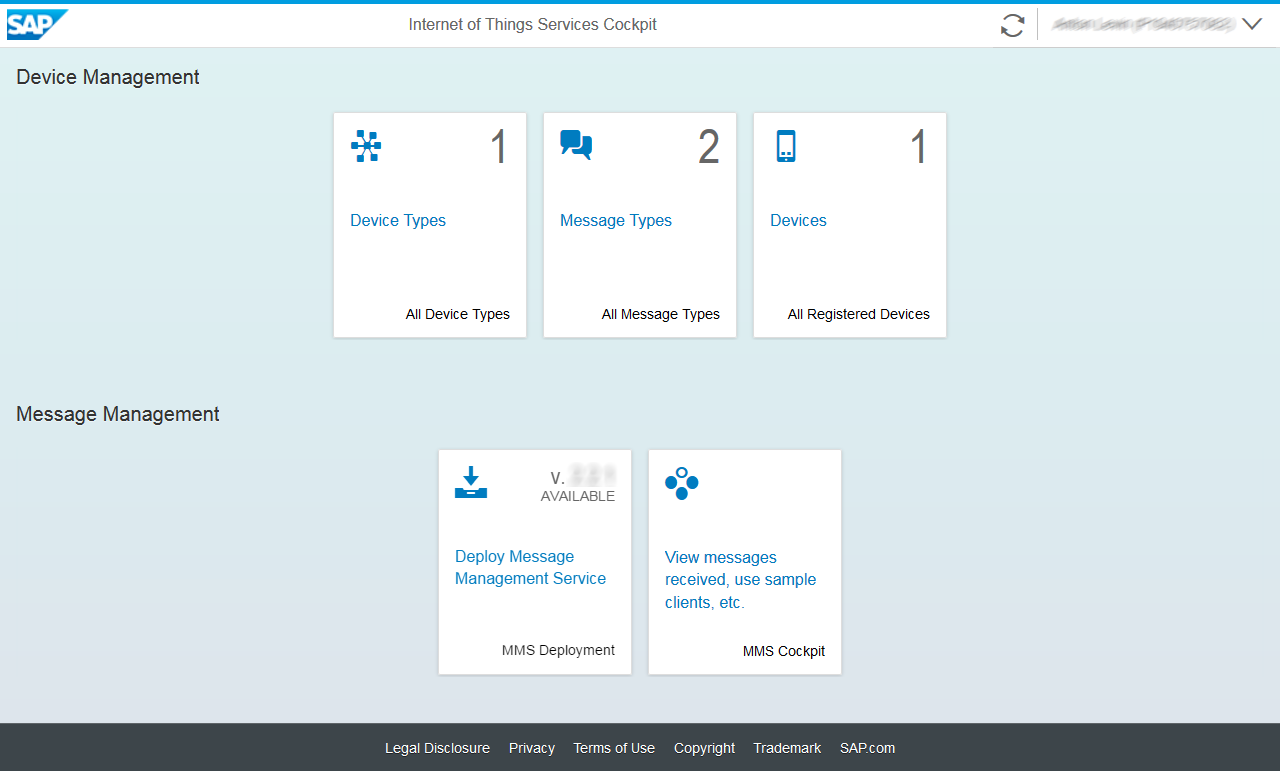 SAP
Internet of Things Services Cockpit
Device Management
1
Device Types
All Device Types
2
Message Types
All Message Types
1
Devices
All Registered Devices
Message Management
v.
AVAILABLE
Deploy Message
Management Service
MMS Deployment
View messages
received, use sample
clients, etc.
MMS Cockpit
Legal Disclosure Privacy Terms of Use Copyright Trademark SAP.com